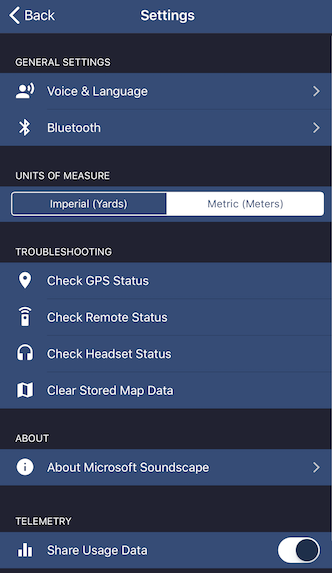 Back
Settings
GENERAL SETTINGS
Voice & Language
Bluetooth
UNITS OF MEASURE
Imperial (Yards)
Metric (Meters)
TROUBLESHOOTING
Check GPS Status
Check Remote Status
Check Headset Status
Clear Stored Map Data
ABOUT
About Microsoft Soundscape
TELEMETRY
Share Usage Data